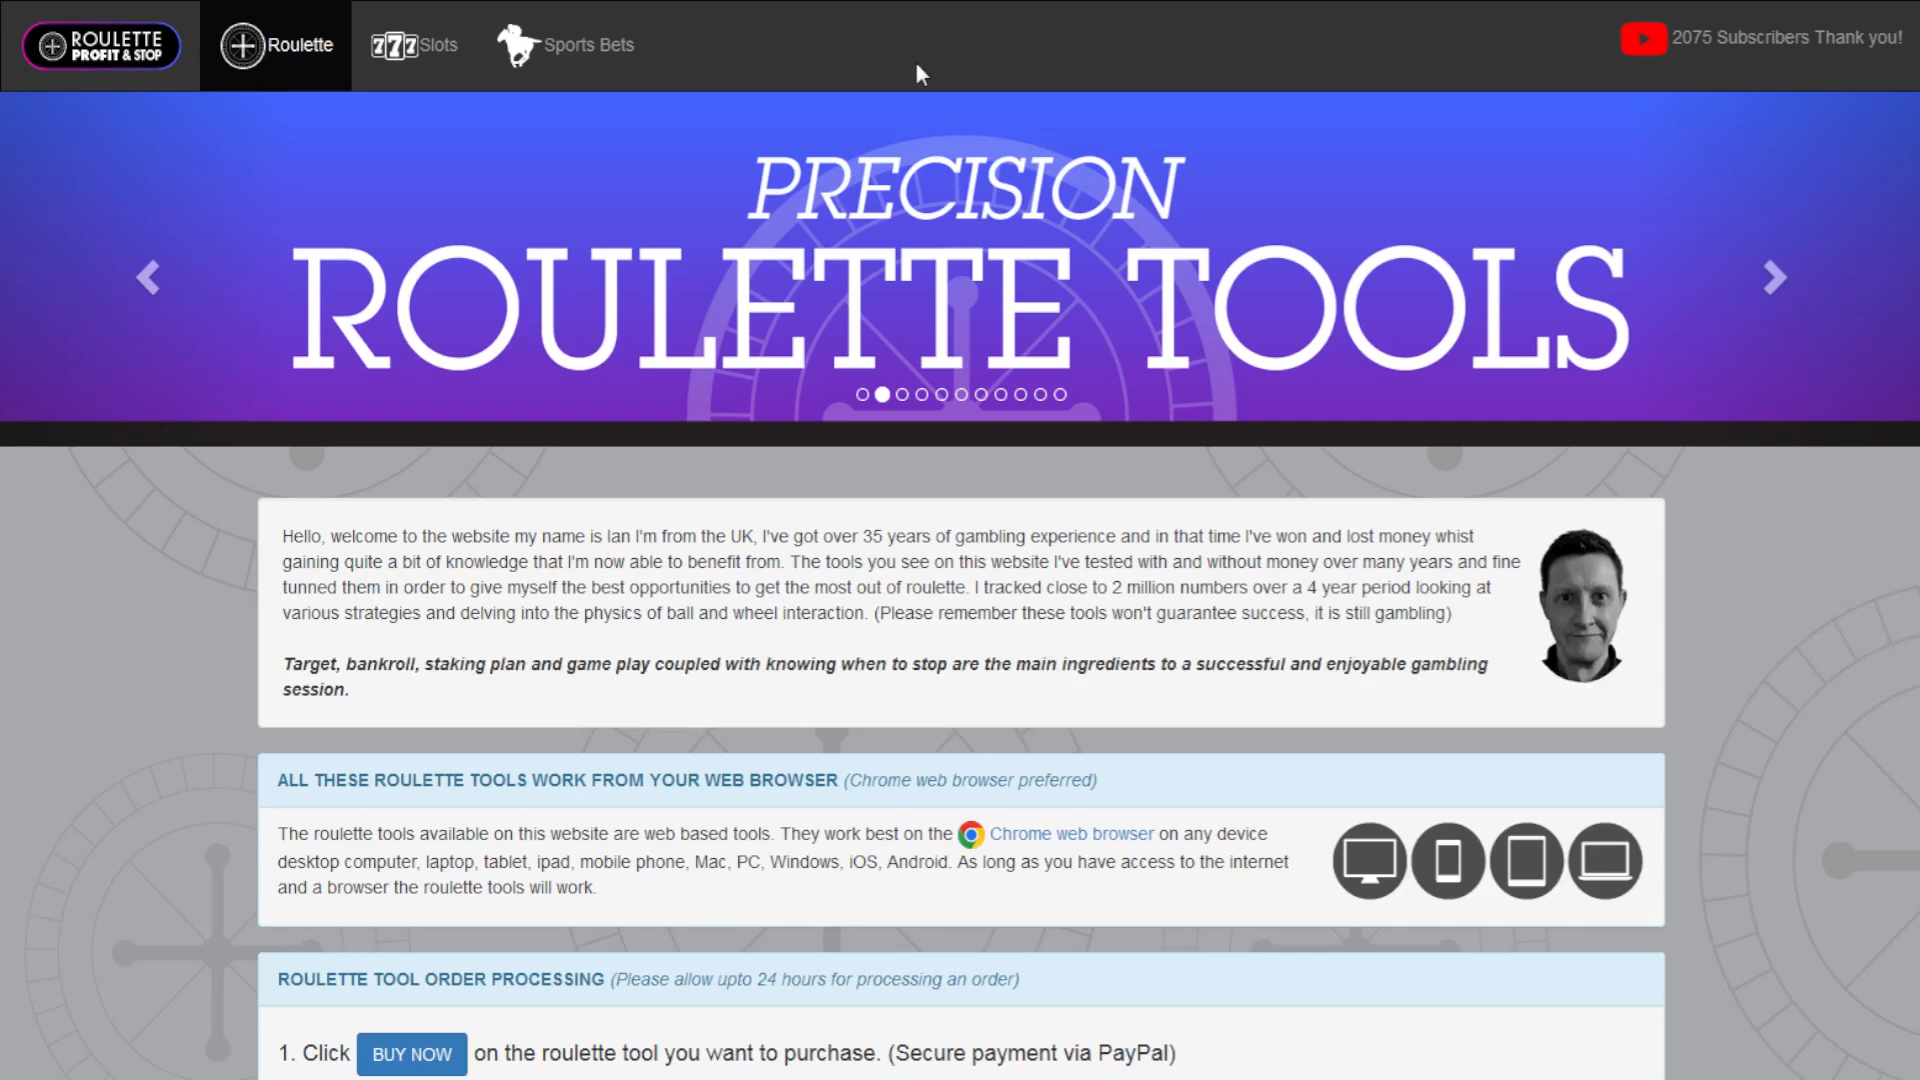 ROULETTE
PROFIT & STOP
Roulette
777
Slots
Sports Bets
2075 Subscribers Thank you!
PRECISION
ROULETTE TOOLS
Hello, welcome to the website my name is Ian I'm from the UK, I've got over 35 years of gambling experience and in that time I've won and lost money whist
gaining quite a bit of knowledge that I'm now able to benefit from. The tools you see on this website I've tested with and without money over many years and fine
tunned them in order to give myself the best opportunities to get the most out of roulette. I tracked close to 2 million numbers over a 4 year period looking at
various strategies and delving into the physics of ball and wheel interaction. (Please remember these tools won't guarantee success, it is still gambling)
Target, bankroll, staking plan and game play coupled with knowing when to stop are the main ingredients to a successful and enjoyable gambling
session.
ALL THESE ROULETTE TOOLS WORK FROM YOUR WEB BROWSER (Chrome web browser preferred)
The roulette tools available on this website are web based tools. They work best on the Chrome web browser on any device
desktop computer, laptop, tablet, ipad, mobile phone, Mac, PC, Windows, iOS, Android. As long as you have access to the internet
and a browser the roulette tools will work.
ROULETTE TOOL ORDER PROCESSING (Please allow upto 24 hours for processing an order)
1. Click BUY NOW on the roulette tool you want to purchase. (Secure payment via PayPal)